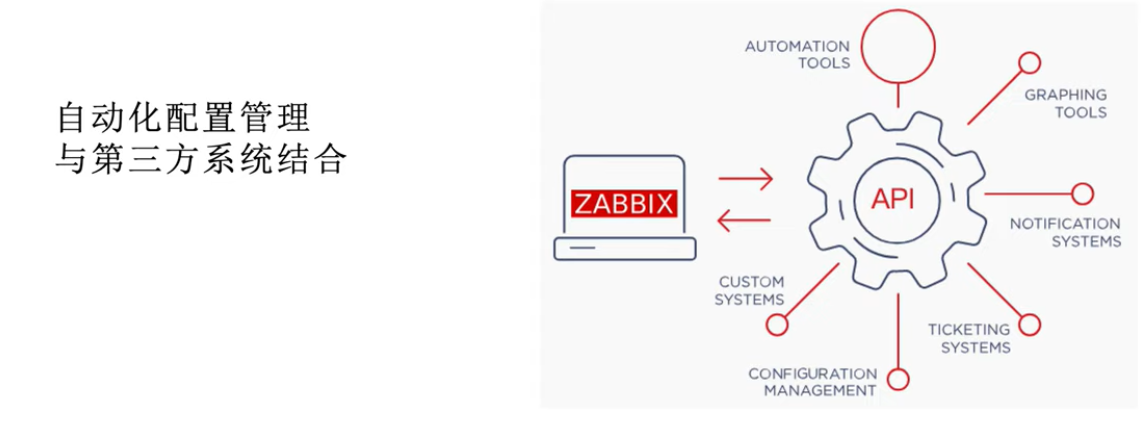 自动化配置管理
与第三方系统结合
AUTOMATION
TOOLS
GRAPHING
TOOLS
ZABBIX
API
NOTIFICATION
SYSTEMS
CUSTOM
SYSTEMS
TICKETING
SYSTEMS
CONFIGURATION
MANAGEMENT